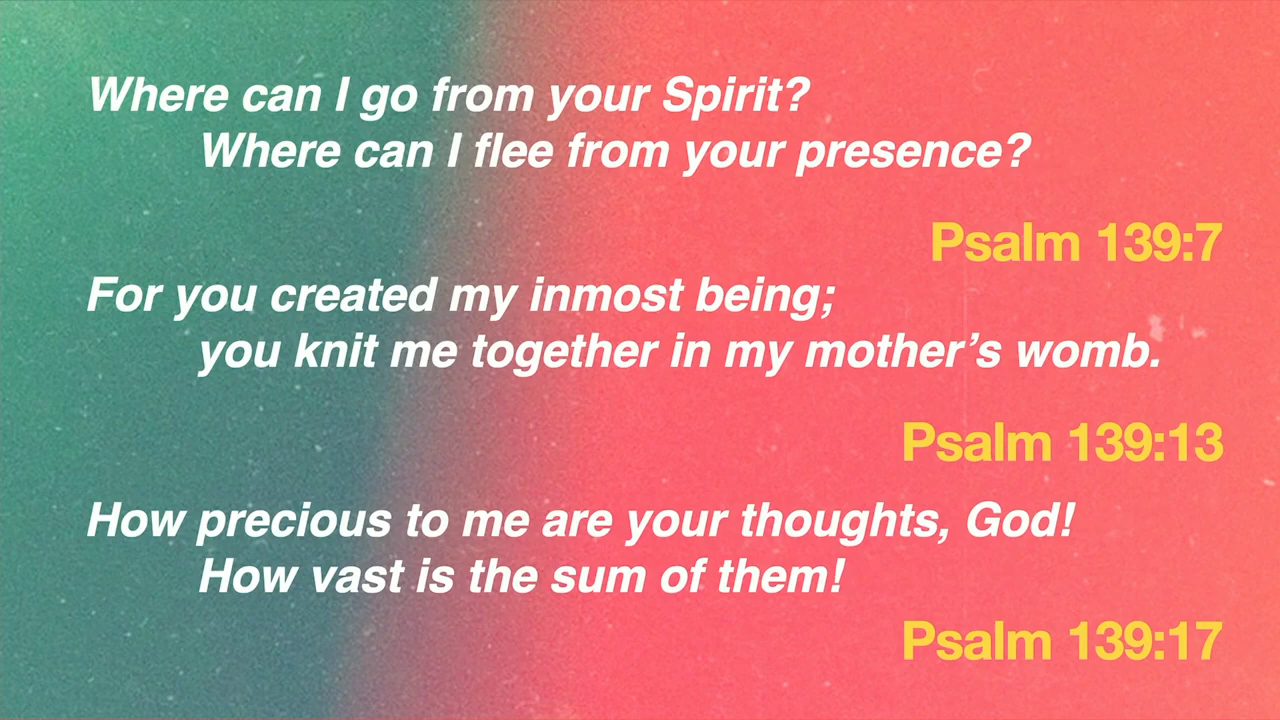 Where can I go from your Spirit?
Where can I flee from your presence?
Psalm 139:7
For you created my inmost being;
you knit me together in my mother’s womb.
Psalm 139:13
How precious to me are your thoughts, God!
How vast is the sum of them!
Psalm 139:17